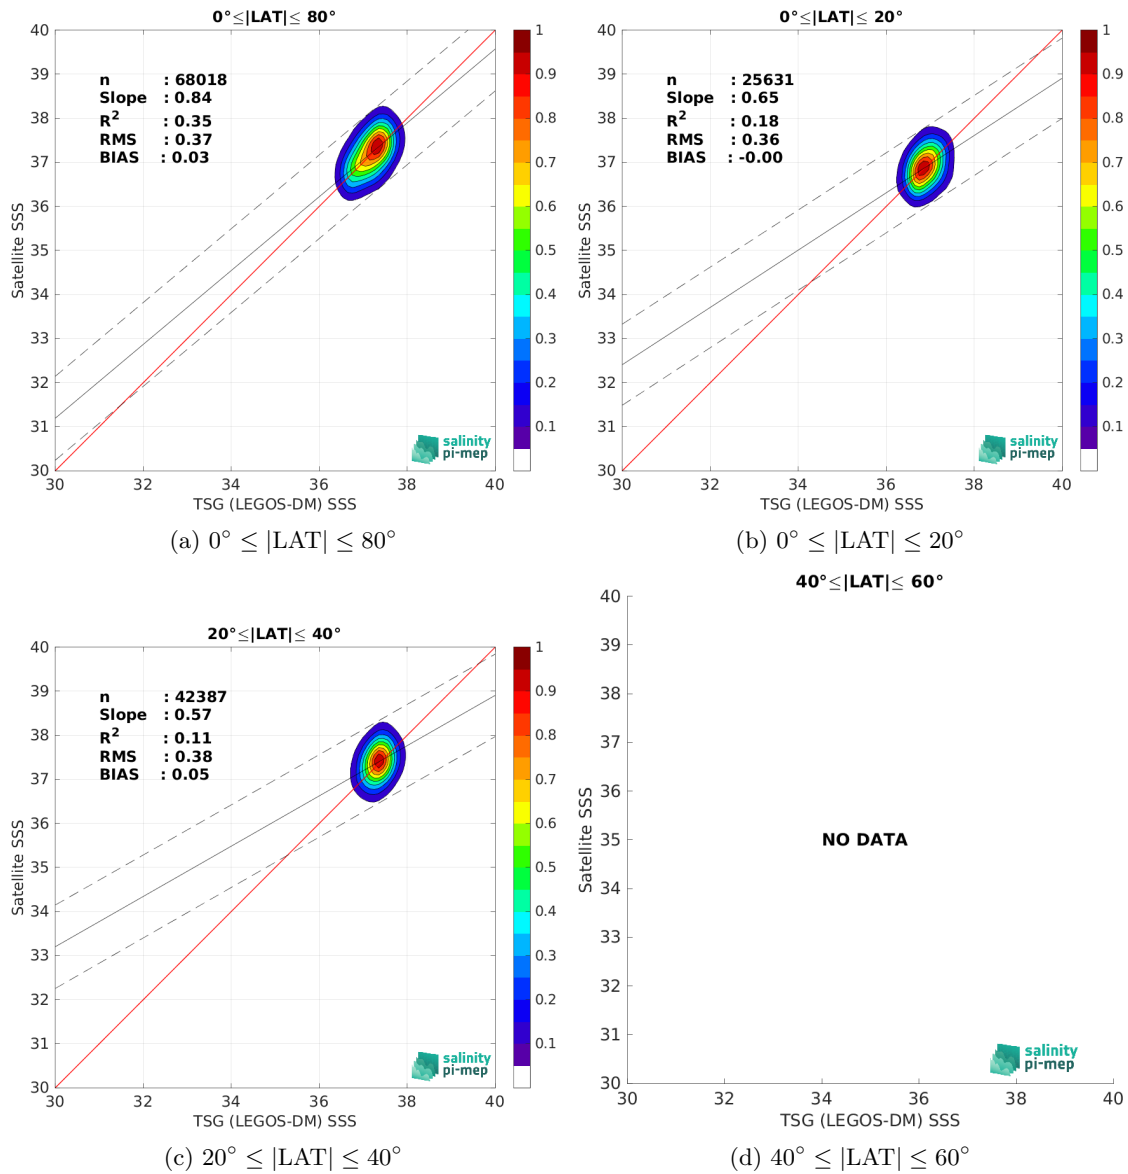 0°≤|LAT|≤ 80°
40
39
38
37
36
35
34
33
32
31
30
Satellite SSS
n : 68018
Slope : 0.84
R² : 0.35
RMS : 0.37
BIAS : 0.03
salinity
pi-mep
30 32 34 36 38 40
TSG (LEGOS-DM) SSS
1
0.9
0.8
0.7
0.6
0.5
0.4
0.3
0.2
0.1
(a) 0° ≤ |LAT| ≤ 80°
0°≤|LAT|≤ 20°
40
39
38
37
36
35
34
33
32
31
30
Satellite SSS
n : 25631
Slope : 0.65
R² : 0.18
RMS : 0.36
BIAS : -0.00
salinity
pi-mep
30 32 34 36 38 40
TSG (LEGOS-DM) SSS
1
0.9
0.8
0.7
0.6
0.5
0.4
0.3
0.2
0.1
(b) 0° ≤ |LAT| ≤ 20°
20°≤|LAT|≤ 40°
40
39
38
37
36
35
34
33
32
31
30
Satellite SSS
n : 42387
Slope : 0.57
R² : 0.11
RMS : 0.38
BIAS : 0.05
salinity
pi-mep
30 32 34 36 38 40
TSG (LEGOS-DM) SSS
1
0.9
0.8
0.7
0.6
0.5
0.4
0.3
0.2
0.1
(c) 20° ≤ |LAT| ≤ 40°
40°≤|LAT|≤ 60°
40
39
38
37
36
35
34
33
32
31
30
Satellite SSS
NO DATA
salinity
pi-mep
30 32 34 36 38 40
TSG (LEGOS-DM) SSS
(d) 40° ≤ |LAT| ≤ 60°